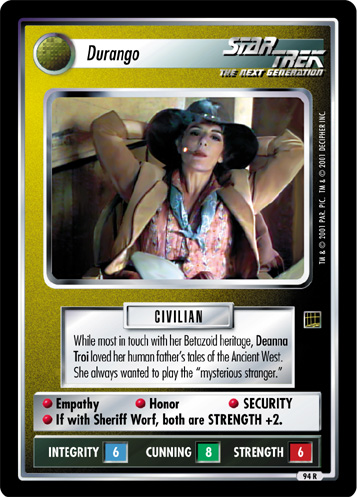 Durango
STAR TREK
THE NEXT GENERATION
TM & © 2001 PAR. PIC. TM & © 2001 DECIPHER INC.
CIVILIAN
While most in touch with her Betazoid heritage, Deanna
Troi loved her human father's tales of the Ancient West.
She always wanted to play the "mysterious stranger."
• Empathy • Honor • SECURITY
• If with Sheriff Worf, both are STRENGTH +2.
INTEGRITY 6 CUNNING 8 STRENGTH 6
94 R